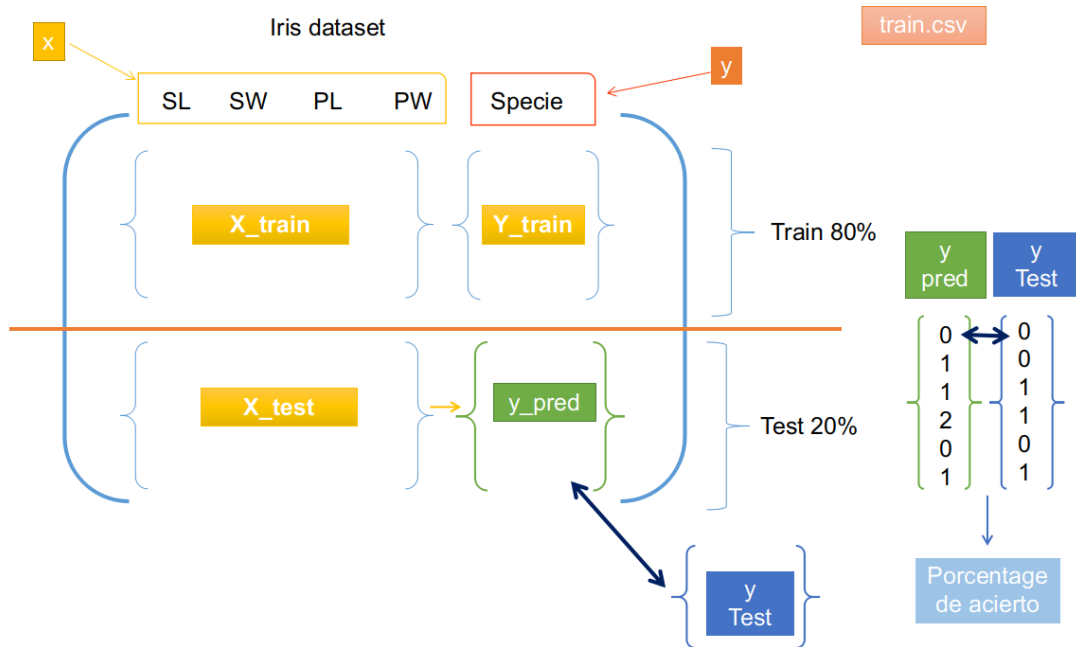 Iris dataset
train.csv
x
y
SL SW PL PW
Specie
X_train
Y_train
Train 80%
X_test
y_pred
Test 20%
y
Test
y
pred
y
Test
0 0
1 0
1 1
2 1
0 0
1 1
Porcentage
de acierto